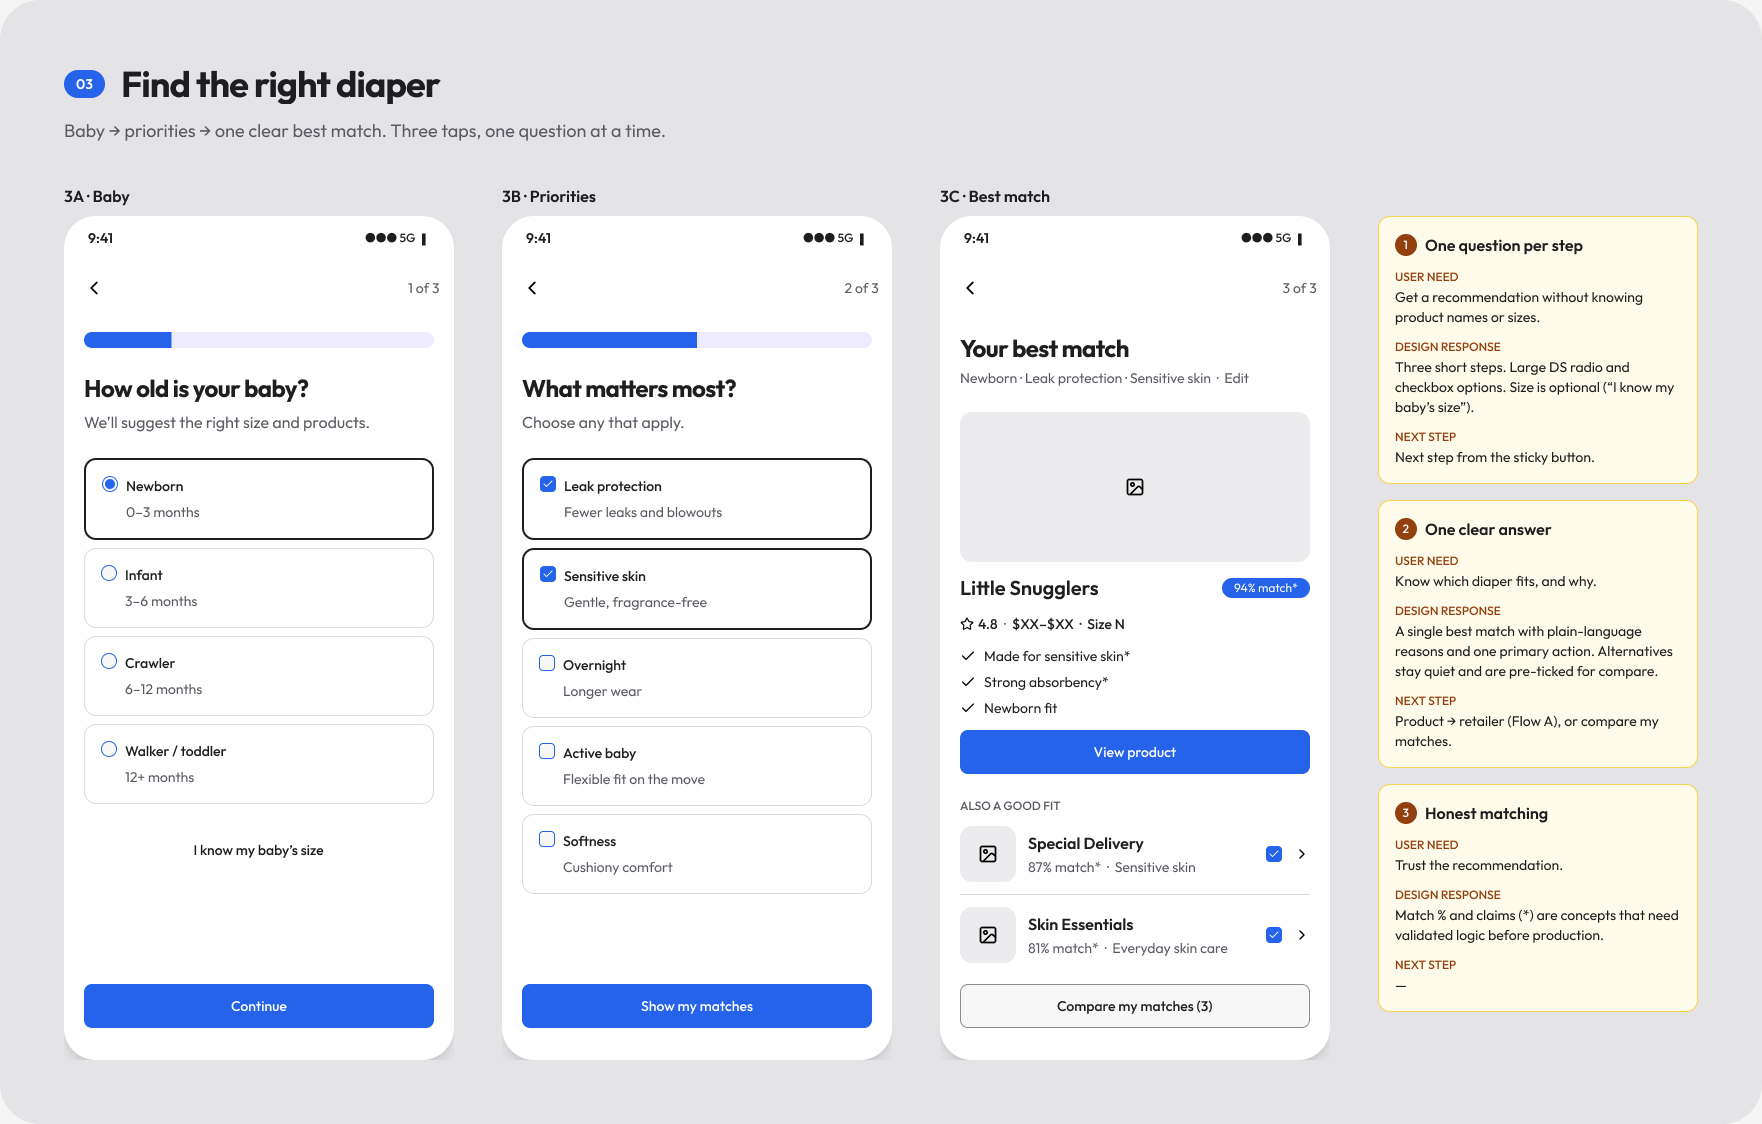 03 Find the right diaper
Baby → priorities → one clear best match. Three taps, one question at a time.
3A · Baby
9:41
5G
1 of 3
How old is your baby?
We'll suggest the right size and products.
Newborn
0–3 months
Infant
3–6 months
Crawler
6–12 months
Walker / toddler
12+ months
I know my baby's size
Continue
3B · Priorities
9:41
5G
2 of 3
What matters most?
Choose any that apply.
Leak protection
Fewer leaks and blowouts
Sensitive skin
Gentle, fragrance-free
Overnight
Longer wear
Active baby
Flexible fit on the move
Softness
Cushiony comfort
Show my matches
3C · Best match
9:41
5G
3 of 3
Your best match
Newborn · Leak protection · Sensitive skin · Edit
Little Snugglers
94% match*
4.8 · $XX–$XX · Size N
Made for sensitive skin*
Strong absorbency*
Newborn fit
View product
ALSO A GOOD FIT
Special Delivery
87% match* · Sensitive skin
Skin Essentials
81% match* · Everyday skin care
Compare my matches (3)
1 One question per step
USER NEED
Get a recommendation without knowing
product names or sizes.
DESIGN RESPONSE
Three short steps. Large DS radio and
checkbox options. Size is optional (“I know my
baby's size”).
NEXT STEP
Next step from the sticky button.
2 One clear answer
USER NEED
Know which diaper fits, and why.
DESIGN RESPONSE
A single best match with plain-language
reasons and one primary action. Alternatives
stay quiet and are pre-ticked for compare.
NEXT STEP
Product → retailer (Flow A), or compare my
matches.
3 Honest matching
USER NEED
Trust the recommendation.
DESIGN RESPONSE
Match % and claims (*) are concepts that need
validated logic before production.
NEXT STEP
—